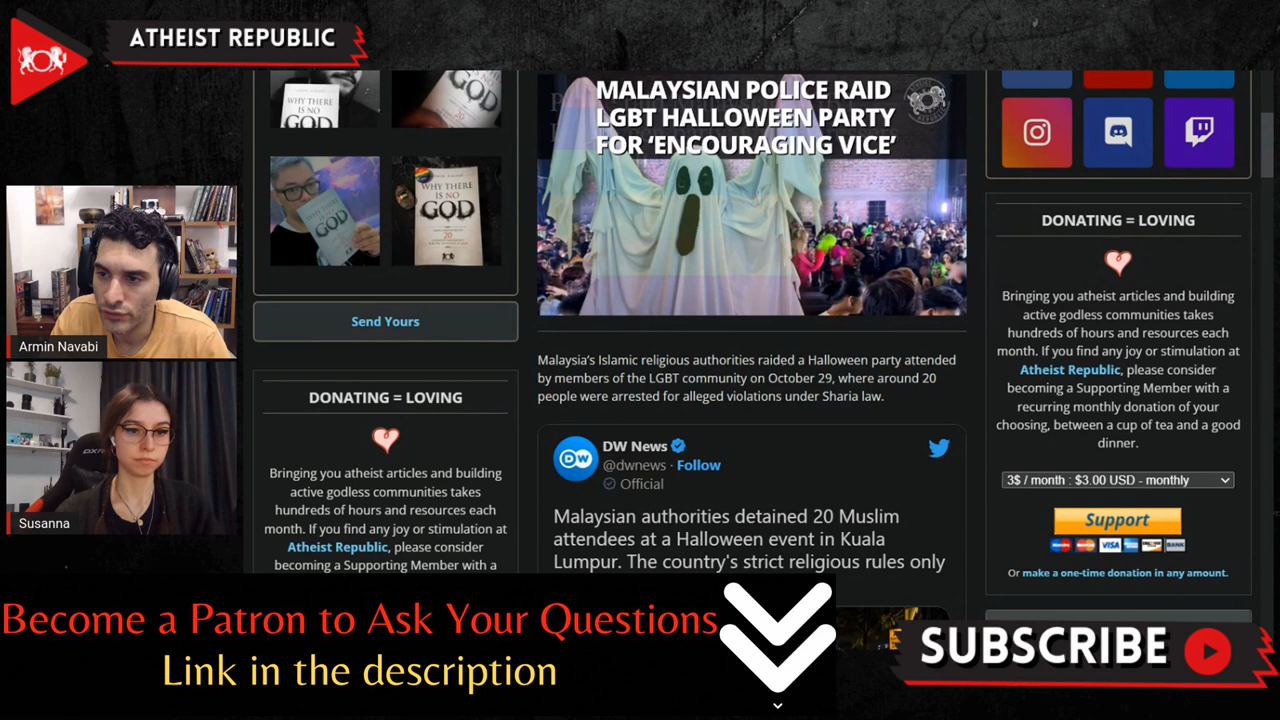 ATHEIST REPUBLIC
WHY THERE
IS NO
GOD
GOD
WHY THERE
IS NO
GOD
WHY THERE
IS NO
GOD
20
Send Yours
DONATING = LOVING
Bringing you atheist articles and building
active godless communities takes
hundreds of hours and resources each
month. If you find any joy or stimulation at
Atheist Republic, please consider
becoming a Supporting Member with a
MALAYSIAN POLICE RAID
LGBT HALLOWEEN PARTY
FOR ‘ENCOURAGING VICE’
Malaysia’s Islamic religious authorities raided a Halloween party attended
by members of the LGBT community on October 29, where around 20
people were arrested for alleged violations under Sharia law.
DW
DW News
@dwnews · Follow
Official
Malaysian authorities detained 20 Muslim
attendees at a Halloween event in Kuala
Lumpur. The country's strict religious rules only
DONATING = LOVING
Bringing you atheist articles and building
active godless communities takes
hundreds of hours and resources each
month. If you find any joy or stimulation at
Atheist Republic, please consider
becoming a Supporting Member with a
recurring monthly donation of your
choosing, between a cup of tea and a good
dinner.
3$ / month : $3.00 USD - monthly
Support
VISA
BANK
Or make a one-time donation in any amount.
Armin Navabi
Susanna
Become a Patron to Ask Your Questions
Link in the description
SUBSCRIBE